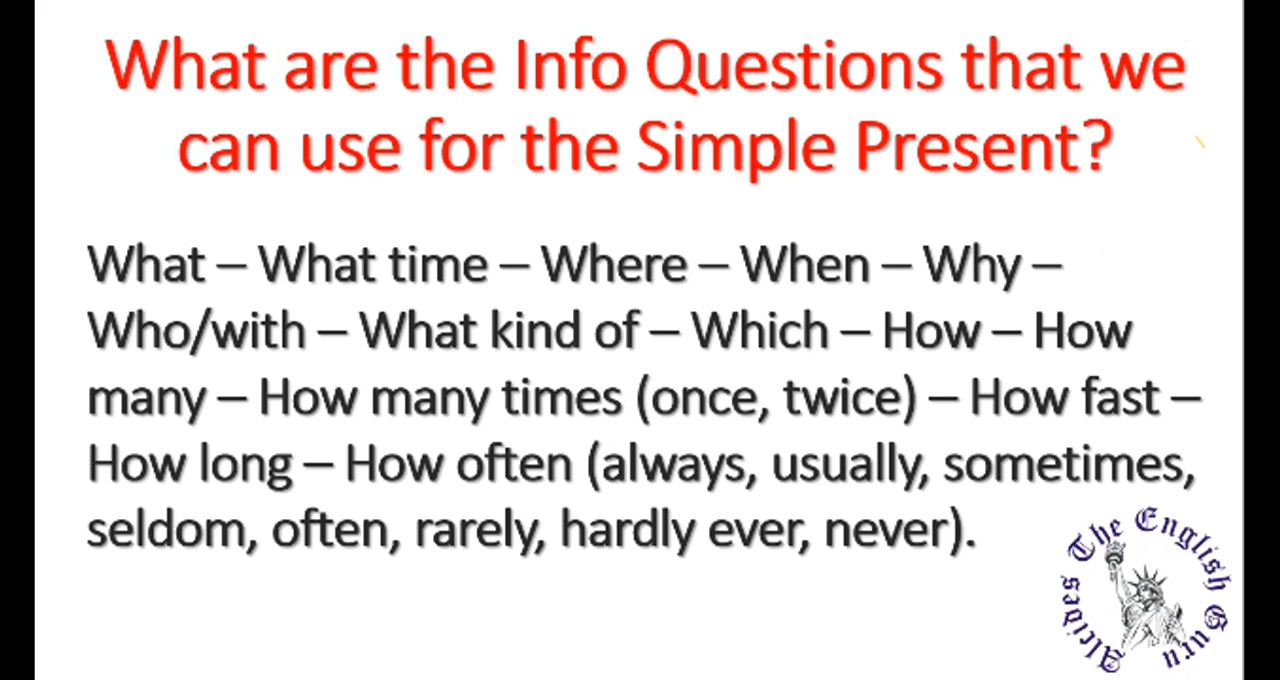 What are the Info Questions that we
can use for the Simple Present?
What – What time – Where – When – Why –
Who/with – What kind of – Which – How – How
many – How many times (once, twice) – How fast –
How long – How often (always, usually, sometimes,
seldom, often, rarely, hardly ever, never).
Alcides The English Guru